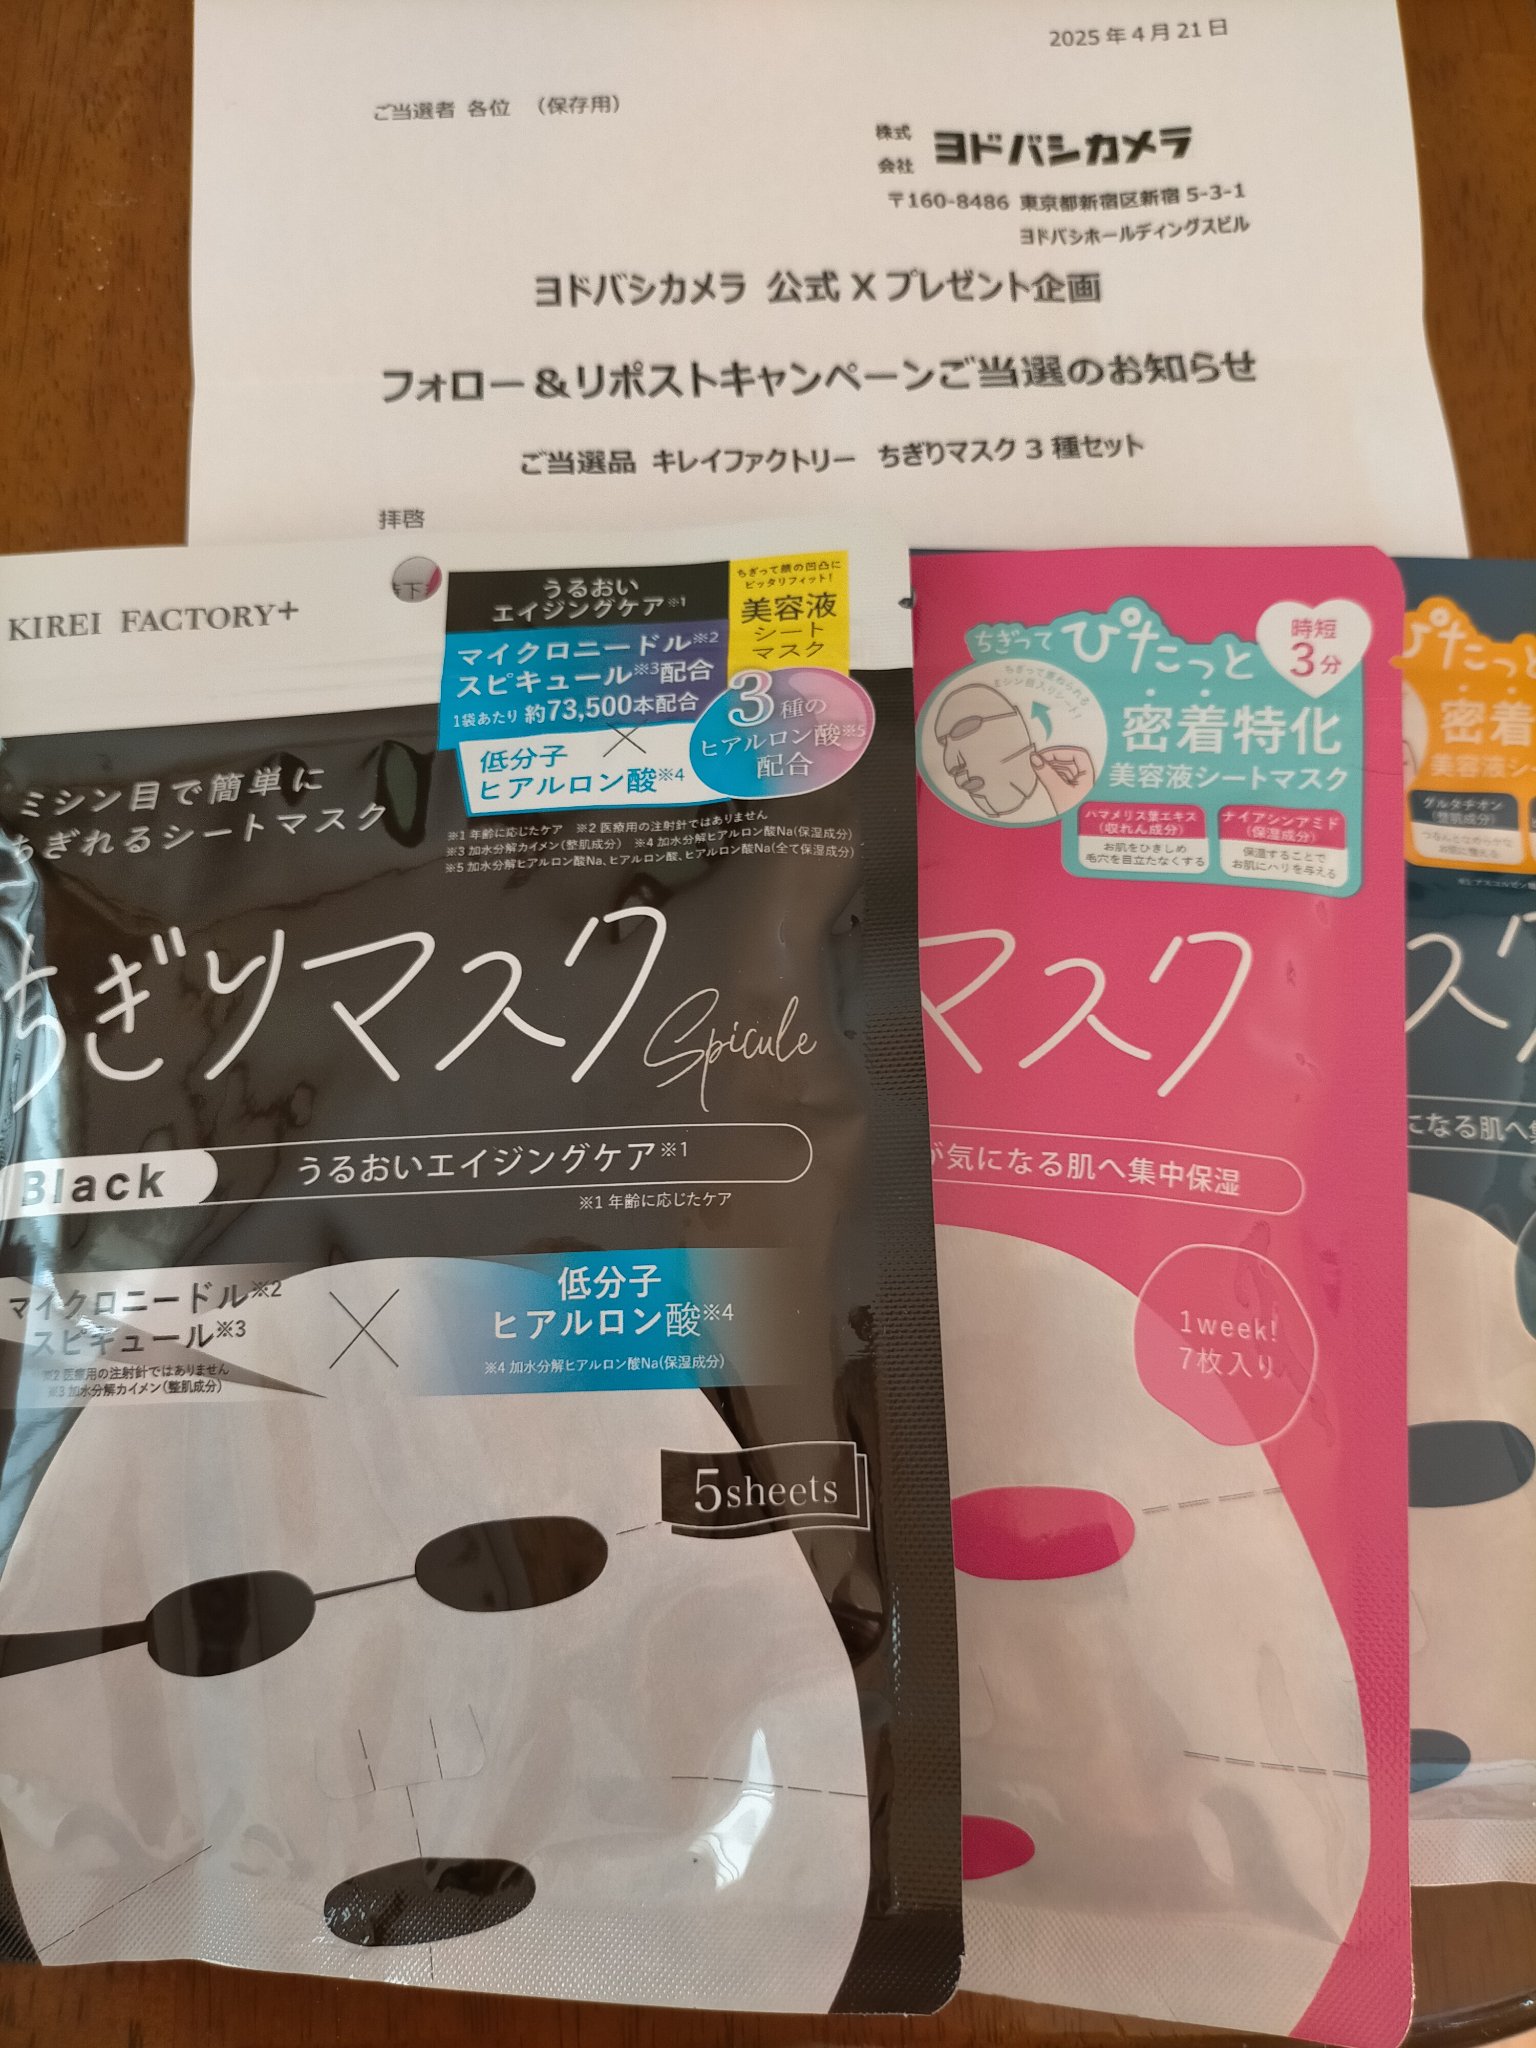 2025 年 4 月 21 日
ご当選者 各位 （保存用）
株式
会社
ヨドバシカメラ
〒160-8486 東京都新宿区新宿 5-3-1
ヨドバシホールディングスビル
ヨドバシカメラ 公式 X プレゼント企画
フォロー＆リポストキャンペーンご当選のお知らせ
ご当選品 キレイファクトリー ちぎりマスク 3 種セット
拝啓
KIREI FACTORY+
下
うるおい
エイジングケア※1
マイクロニードル※2
スピキュール※3配合
1袋あたり 約73,500本配合
×
低分子
ヒアルロン酸※4
ちぎって顔の凹凸に
ピッタリフィット!
美容液
シート
マスク
3種の
ヒアルロン酸※5
配合
※1 年齢に応じたケア ※2 医療用の注射針ではありません
※3 加水分解カイメン(整肌成分) ※4 加水分解ヒアルロン酸Na(保湿成分)
※5 加水分解ヒアルロン酸Na、ヒアルロン酸、ヒアルロン酸Na(全て保湿成分)
ミシン目で簡単に
ちぎれるシートマスク
ちぎりマスク
Spicule
Black
うるおいエイジングケア※1
※1 年齢に応じたケア
マイクロニードル※2
スピキュール※3
※2 医療用の注射針ではありません
※3 加水分解カイメン(整肌成分)
×
低分子
ヒアルロン酸※4
※4 加水分解ヒアルロン酸Na(保湿成分)
5sheets
ちぎって
ぴたっと
時短
3分
ミシン目入りシート!
密着特化
美容液シートマスク
ハマメリス葉エキス
(収れん成分)
お肌をひきしめ
毛穴を目立たなくする
ナイアシンアミド
(保湿成分)
保湿することで
お肌にハリを与える
マスク
が気になる肌へ集中保湿
1week!
7枚入り
ぴたっと
密着
美容液シー
グルタチオン
(整肌成分)
スク
になる肌へ